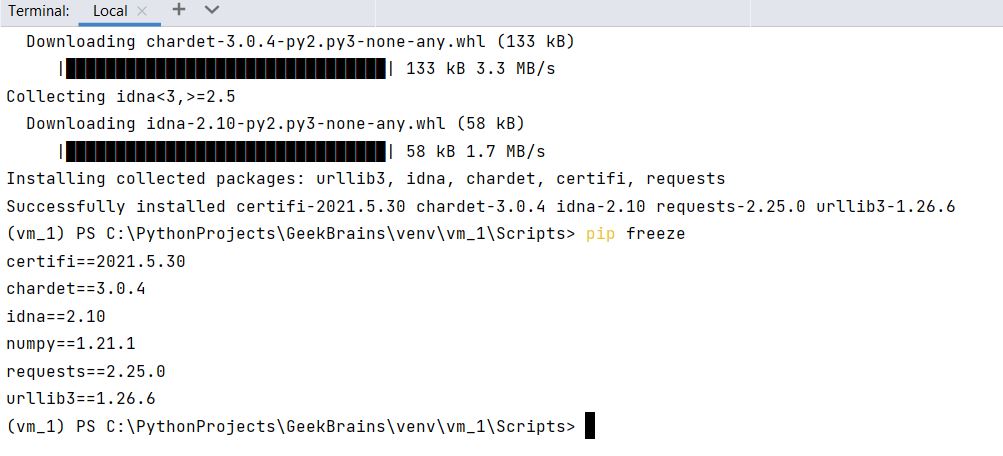 Terminal: Local × + 
Downloading chardet-3.0.4-py2.py3-none-any.whl (133 kB)
|████████████████████████████████| 133 kB 3.3 MB/s
Collecting idna<3,>=2.5
Downloading idna-2.10-py2.py3-none-any.whl (58 kB)
|████████████████████████████████| 58 kB 1.7 MB/s
Installing collected packages: urllib3, idna, chardet, certifi, requests
Successfully installed certifi-2021.5.30 chardet-3.0.4 idna-2.10 requests-2.25.0 urllib3-1.26.6
(vm_1) PS C:\PythonProjects\GeekBrains\venv\vm_1\Scripts> pip freeze
certifi==2021.5.30
chardet==3.0.4
idna==2.10
numpy==1.21.1
requests==2.25.0
urllib3==1.26.6
(vm_1) PS C:\PythonProjects\GeekBrains\venv\vm_1\Scripts>